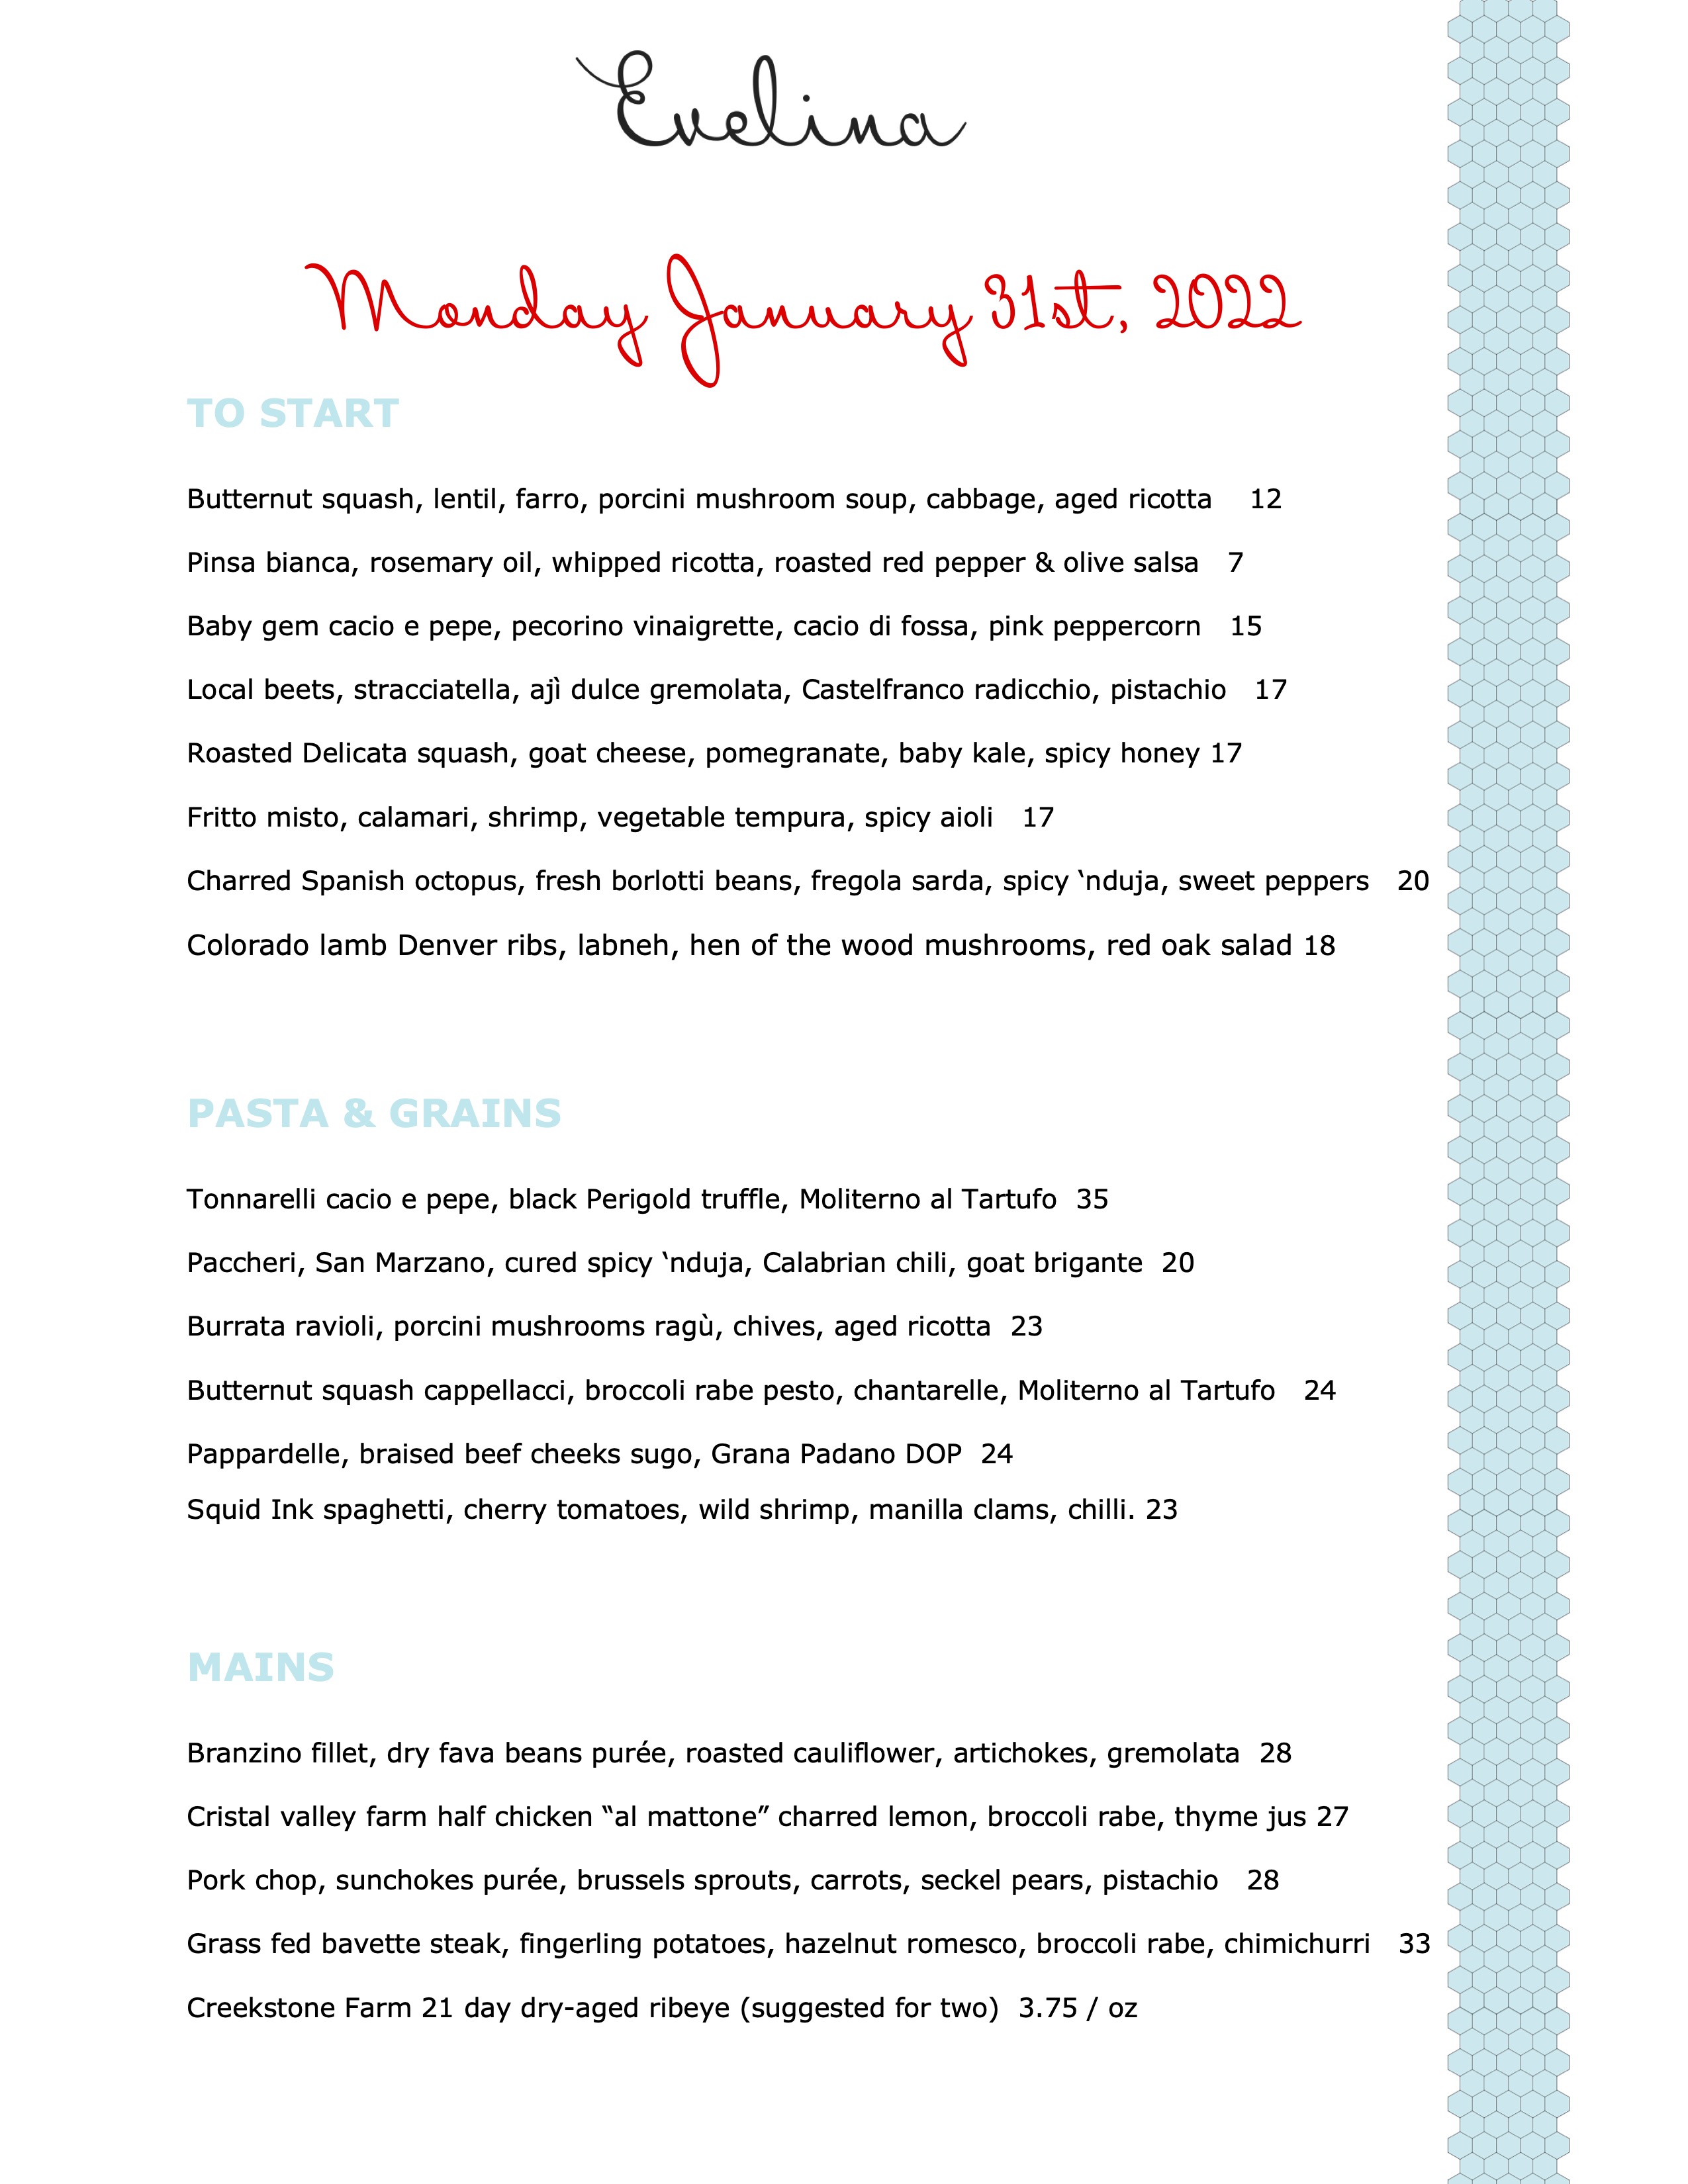 Evelina
Monday January 31st, 2022
TO START
Butternut squash, lentil, farro, porcini mushroom soup, cabbage, aged ricotta 12
Pinsa bianca, rosemary oil, whipped ricotta, roasted red pepper & olive salsa 7
Baby gem cacio e pepe, pecorino vinaigrette, cacio di fossa, pink peppercorn 15
Local beets, stracciatella, ajì dulce gremolata, Castelfranco radicchio, pistachio 17
Roasted Delicata squash, goat cheese, pomegranate, baby kale, spicy honey 17
Fritto misto, calamari, shrimp, vegetable tempura, spicy aioli 17
Charred Spanish octopus, fresh borlotti beans, fregola sarda, spicy ‘nduja, sweet peppers 20
Colorado lamb Denver ribs, labneh, hen of the wood mushrooms, red oak salad 18
PASTA & GRAINS
Tonnarelli cacio e pepe, black Perigold truffle, Moliterno al Tartufo 35
Paccheri, San Marzano, cured spicy ‘nduja, Calabrian chili, goat brigante 20
Burrata ravioli, porcini mushrooms ragù, chives, aged ricotta 23
Butternut squash cappellacci, broccoli rabe pesto, chantarelle, Moliterno al Tartufo 24
Pappardelle, braised beef cheeks sugo, Grana Padano DOP 24
Squid Ink spaghetti, cherry tomatoes, wild shrimp, manilla clams, chilli. 23
MAINS
Branzino fillet, dry fava beans purée, roasted cauliflower, artichokes, gremolata 28
Cristal valley farm half chicken “al mattone” charred lemon, broccoli rabe, thyme jus 27
Pork chop, sunchokes purée, brussels sprouts, carrots, seckel pears, pistachio 28
Grass fed bavette steak, fingerling potatoes, hazelnut romesco, broccoli rabe, chimichurri 33
Creekstone Farm 21 day dry-aged ribeye (suggested for two) 3.75 / oz